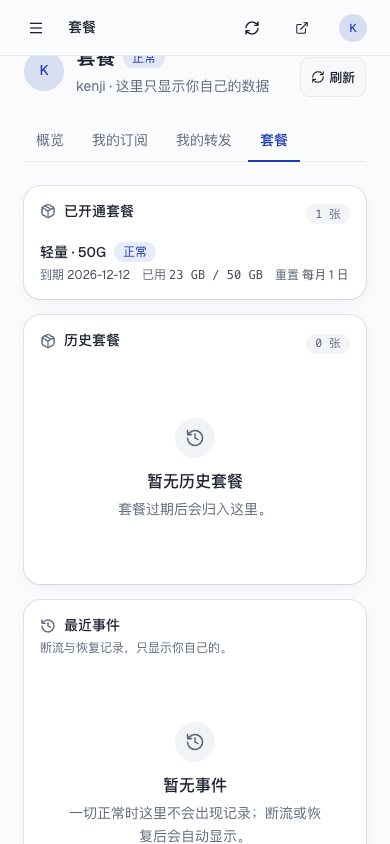 套餐
K
K
套餐 正常
kenji · 这里只显示你自己的数据
刷新
概览 我的订阅 我的转发 套餐
已开通套餐 1 张
轻量 · 50G 正常
到期 2026-12-12 已用 23 GB / 50 GB 重置 每月 1 日
历史套餐 0 张
暂无历史套餐
套餐过期后会归入这里。
最近事件
断流与恢复记录，只显示你自己的。
暂无事件
一切正常时这里不会出现记录；断流或恢
复后会自动显示。